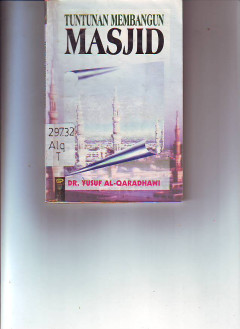 TUNTUNAN MEMBANGUN
MASJID
297.32
Alq
T
DR. YUSUF AL-QARADHAWI